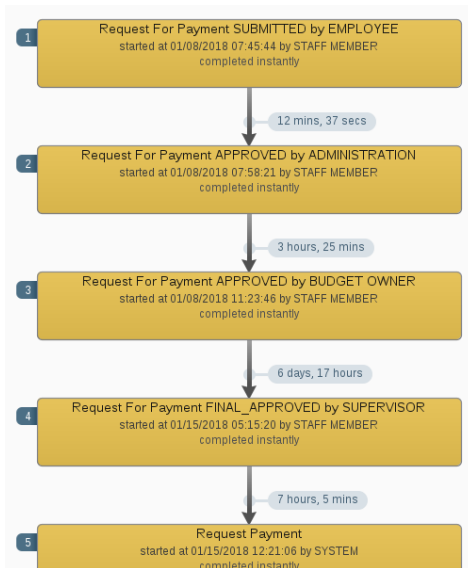 Request For Payment SUBMITTED by EMPLOYEE
1
started at 01/08/2018 07:45:44 by STAFF MEMBER
completed instantly
12 mins, 37 secs
Request For Payment APPROVED by ADMINISTRATION
2
started at 01/08/2018 07:58:21 by STAFF MEMBER
completed instantly
3 hours, 25 mins
Request For Payment APPROVED by BUDGET OWNER
3
started at 01/08/2018 11:23:46 by STAFF MEMBER
completed instantly
6 days, 17 hours
Request For Payment FINAL_APPROVED by SUPERVISOR
4
started at 01/15/2018 05:15:20 by STAFF MEMBER
completed instantly
7 hours, 5 mins
Request Payment
5
started at 01/15/2018 12:21:06 by SYSTEM
completed instantly